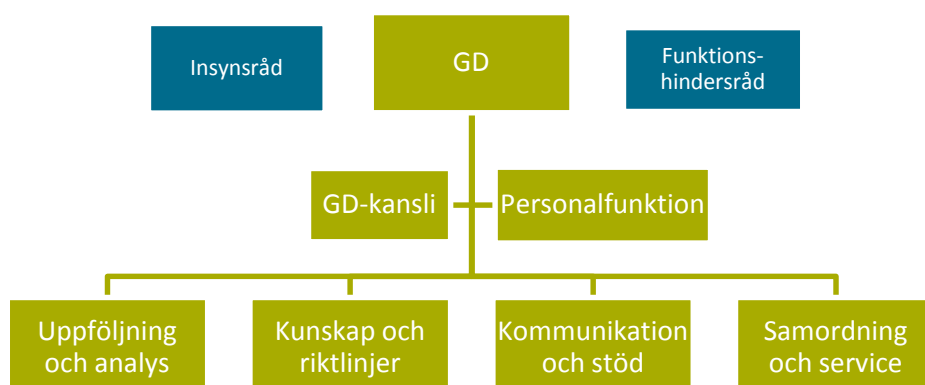 Insynsråd
GD
Funktions-
hindersråd
GD-kansli
Personalfunktion
Uppföljning
och analys
Kunskap och
riktlinjer
Kommunikation
och stöd
Samordning
och service